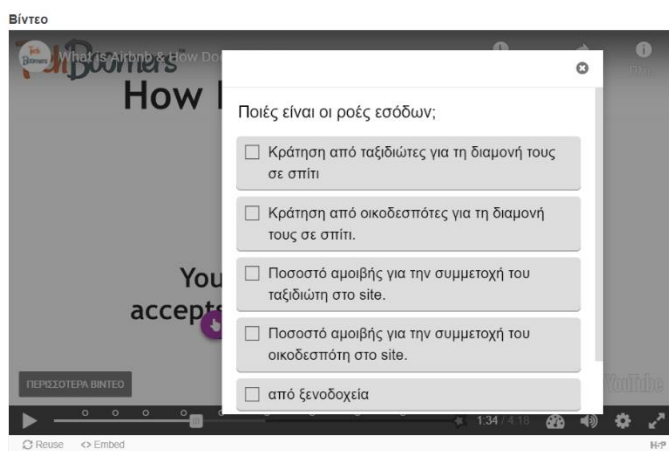 Βίντεο
Tech Boomers
What is Airbnb & How Do
How
Ποιές είναι οι ροές εσόδων;
Κράτηση από ταξιδιώτες για τη διαμονή τους
σε σπίτι
Κράτηση από οικοδεσπότες για τη διαμονή
τους σε σπίτι.
Ποσοστό αμοιβής για την συμμετοχή του
ταξιδιώτη στο site.
Ποσοστό αμοιβής για την συμμετοχή του
οικοδεσπότη στο site.
από ξενοδοχεία
You
accepts
ΠΕΡΙΣΣΟΤΕΡΑ ΒΙΝΤΕΟ
YouTube
1:34 / 4:18
Reuse
<> Embed
H-P